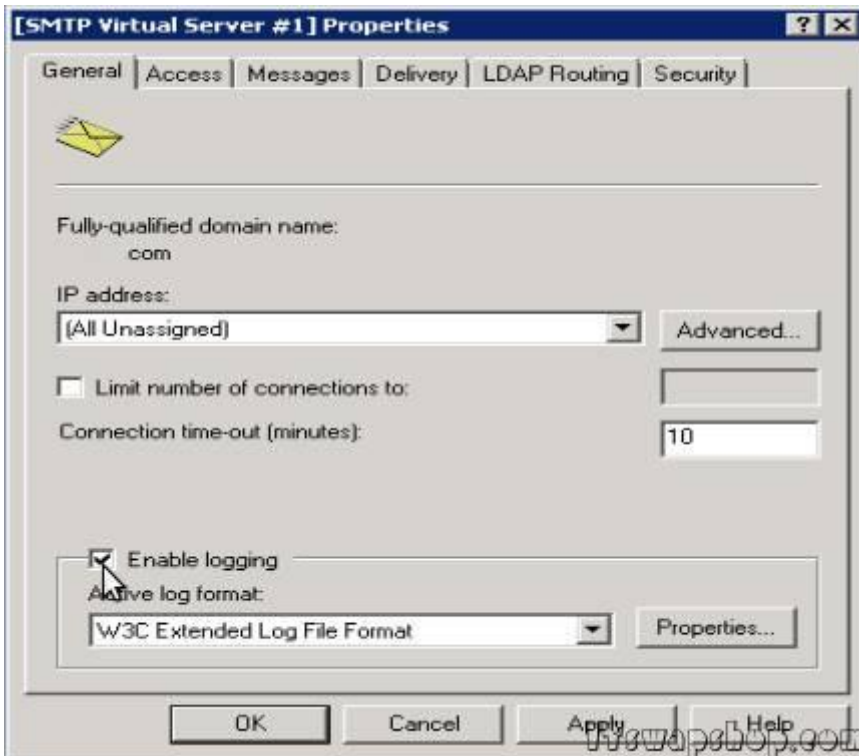 [SMTP Virtual Server #1] Properties
General Access Messages Delivery LDAP Routing Security
Fully-qualified domain name:
com
IP address:
(All Unassigned)
Advanced...
Limit number of connections to:
Connection time-out (minutes):
10
Enable logging
Active log format:
W3C Extended Log File Format
Properties...
OK Cancel Apply Help